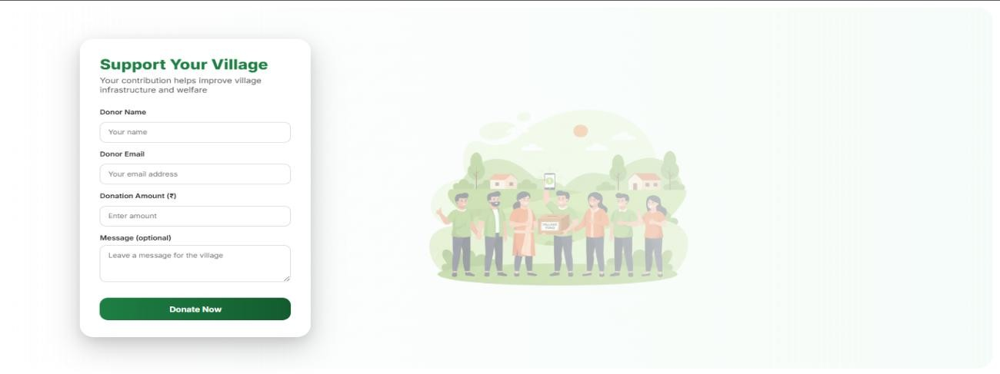 Support Your Village
Your contribution helps improve village
infrastructure and welfare
Donor Name
Your name
Donor Email
Your email address
Donation Amount (₹)
Enter amount
Message (optional)
Leave a message for the village
Donate Now
VILLAGE
FUND